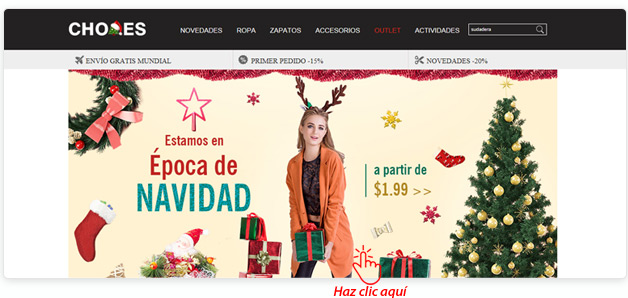 CHOIES
NOVEDADES ROPA ZAPATOS ACCESORIOS OUTLET ACTIVIDADES sudadera
ENVÍO GRATIS MUNDIAL PRIMER PEDIDO -15% NOVEDADES -20%
Estamos en
Época de
NAVIDAD
a partir de
$1.99 >>
Haz clic aquí